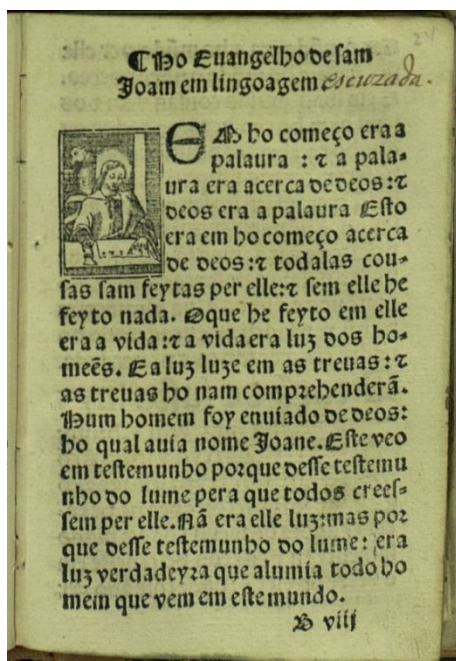 24
¶ Ho Euangelho de sam
Joam em lingoagem escuzada.
EM ho começo era a
palaura : ⁊ a pala-
ura era acerca de deos: ⁊
deos era a palaura Esto
era em ho começo acerca
de deos: ⁊ todalas cou-
sas sam feytas per elle: ⁊ sem elle he
feyto nada. O que he feyto em elle
era a vida: ⁊ a vida era luz dos ho-
meẽs. E a luz luze em as treuas: ⁊
as treuas ho nam comprehenderã.
Hum homem foy enuiado de deos:
ho qual auia nome Joane. Este veo
em testemunho porque desse testemu
nho do lume pera que todos crees-
sem per elle. Nã era elle luz: mas por
que desse testemunho do lume: era
luz verdadeyra que alumia todo ho
mem que vem em este mundo.
B viij